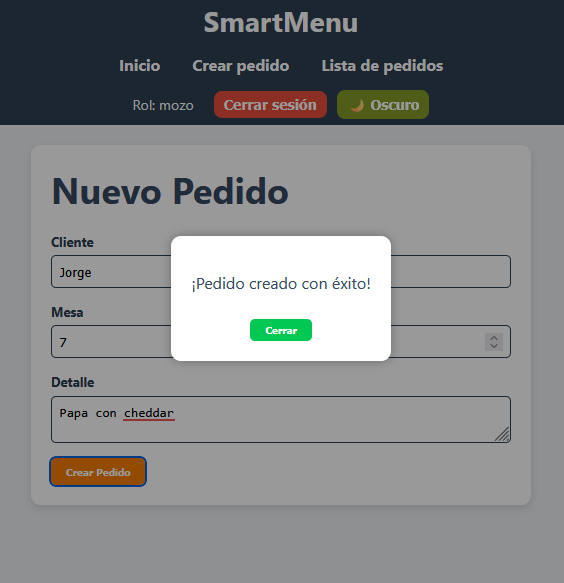 SmartMenu
Inicio Crear pedido Lista de pedidos
Rol: mozo Cerrar sesión 🌙 Oscuro
Nuevo Pedido
Cliente
Jorge
¡Pedido creado con éxito!
Mesa
Cerrar
7
Detalle
Papa con cheddar
Crear Pedido